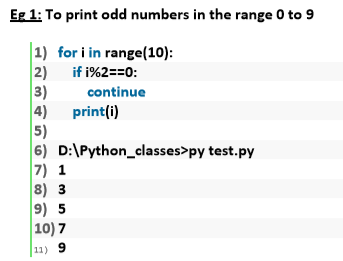 Eg 1: To print odd numbers in the range 0 to 9
1) for i in range(10):
2) if i%2==0:
3) continue
4) print(i)
5)
6) D:\Python_classes>py test.py
7) 1
8) 3
9) 5
10) 7
11) 9